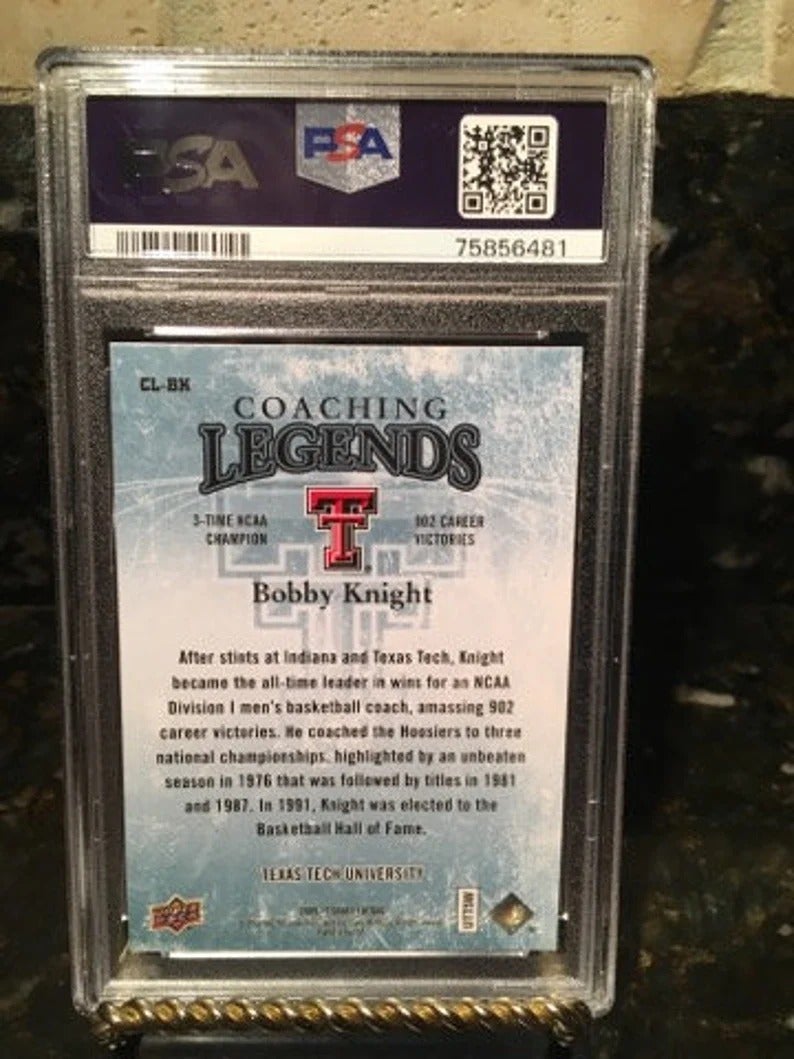 PSA
PSA
75856481
CL-BK
COACHING
LEGENDS
3-TIME NCAA
CHAMPION
902 CAREER
VICTORIES
Bobby Knight
After stints at Indiana and Texas Tech, Knight
became the all-time leader in wins for an NCAA
Division I men's basketball coach, amassing 902
career victories. He coached the Hoosiers to three
national championships, highlighted by an unbeaten
season in 1976 that was followed by titles in 1981
and 1987. In 1991, Knight was elected to the
Basketball Hall of Fame.
TEXAS TECH UNIVERSITY